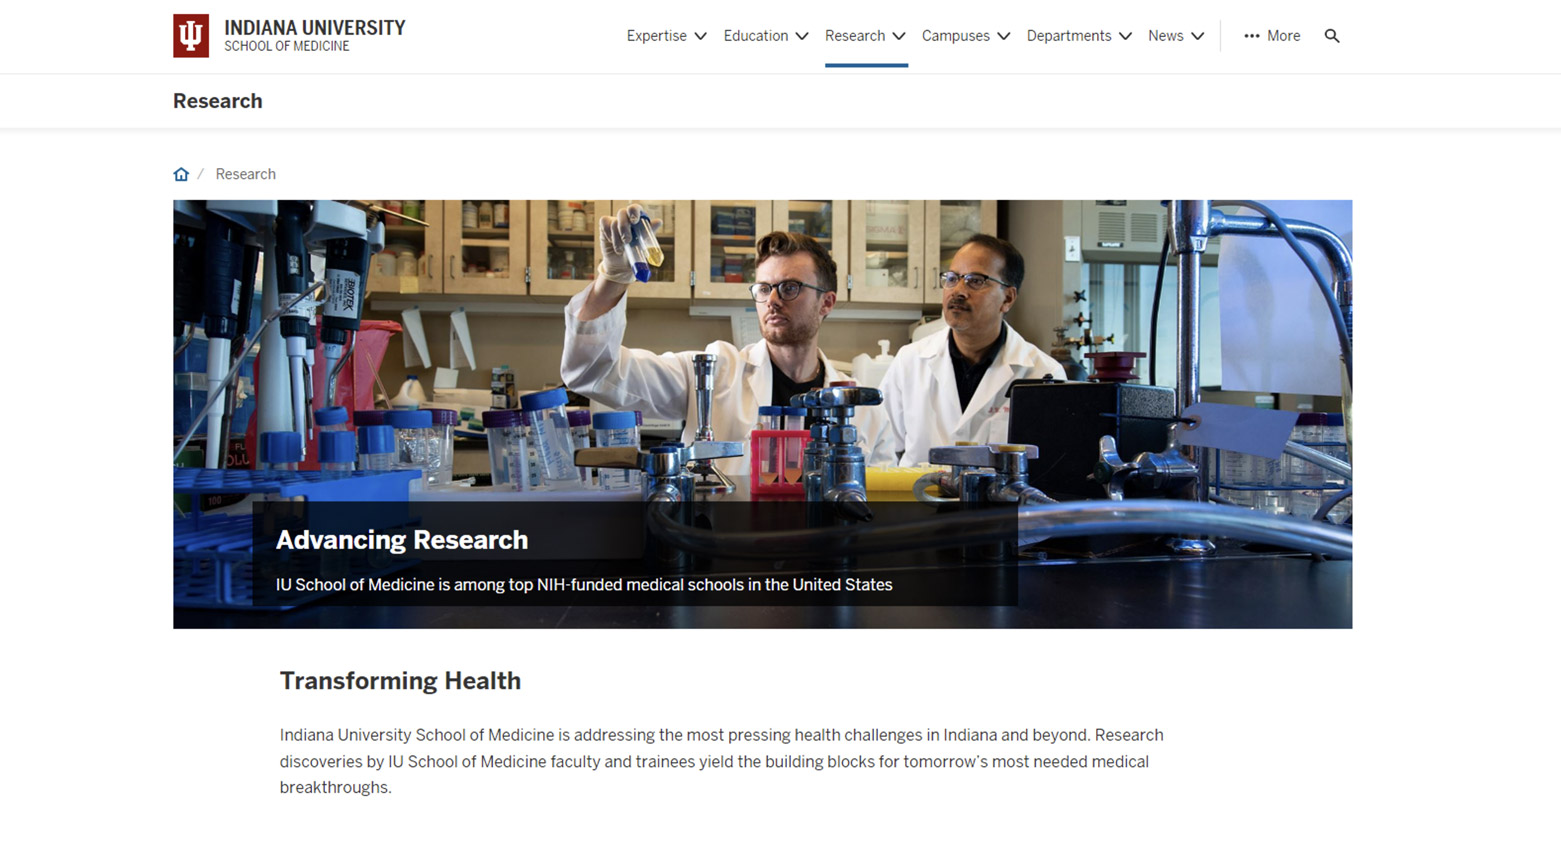 INDIANA UNIVERSITY
SCHOOL OF MEDICINE
Expertise Education Research Campuses Departments News ••• More
Research
/ Research
BIOTEK
SIGMA
100
Advancing Research
IU School of Medicine is among top NIH-funded medical schools in the United States
Transforming Health
Indiana University School of Medicine is addressing the most pressing health challenges in Indiana and beyond. Research
discoveries by IU School of Medicine faculty and trainees yield the building blocks for tomorrow's most needed medical
breakthroughs.